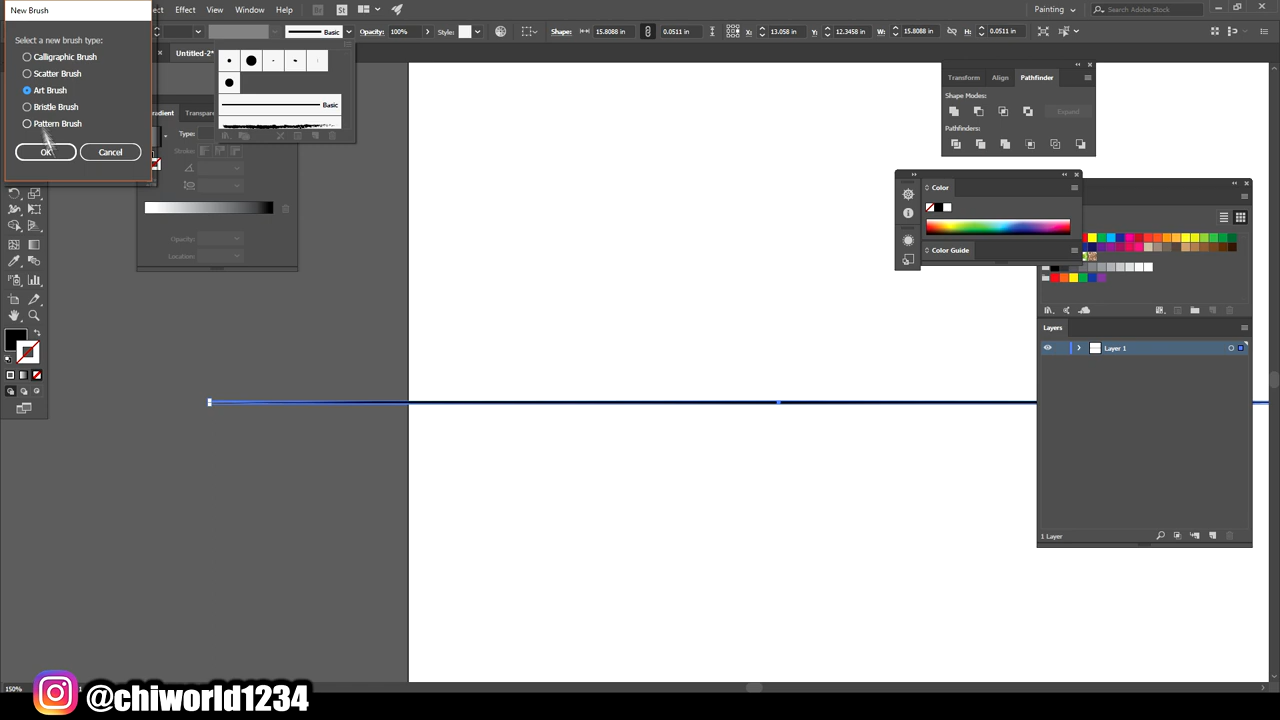 New Brush
Select a new brush type:
Calligraphic Brush
Scatter Brush
Art Brush
Bristle Brush
Pattern Brush
OK
Cancel
Effect View Window Help
Br
St
Painting
Search Adobe Stock
Basic
Opacity: 100%
Style:
Shape: 15.8088 in
X: 13.058 in
Y: 12.3458 in
W: 15.8088 in
H: 0.0511 in
Untitled-2*
Basic
Type:
Stroke:
Opacity:
Location:
Transform
Align
Pathfinder
Shape Modes:
Expand
Pathfinders:
Color
Color Guide
Layers
Layer 1
1 Layer
150%
@chiworld1234